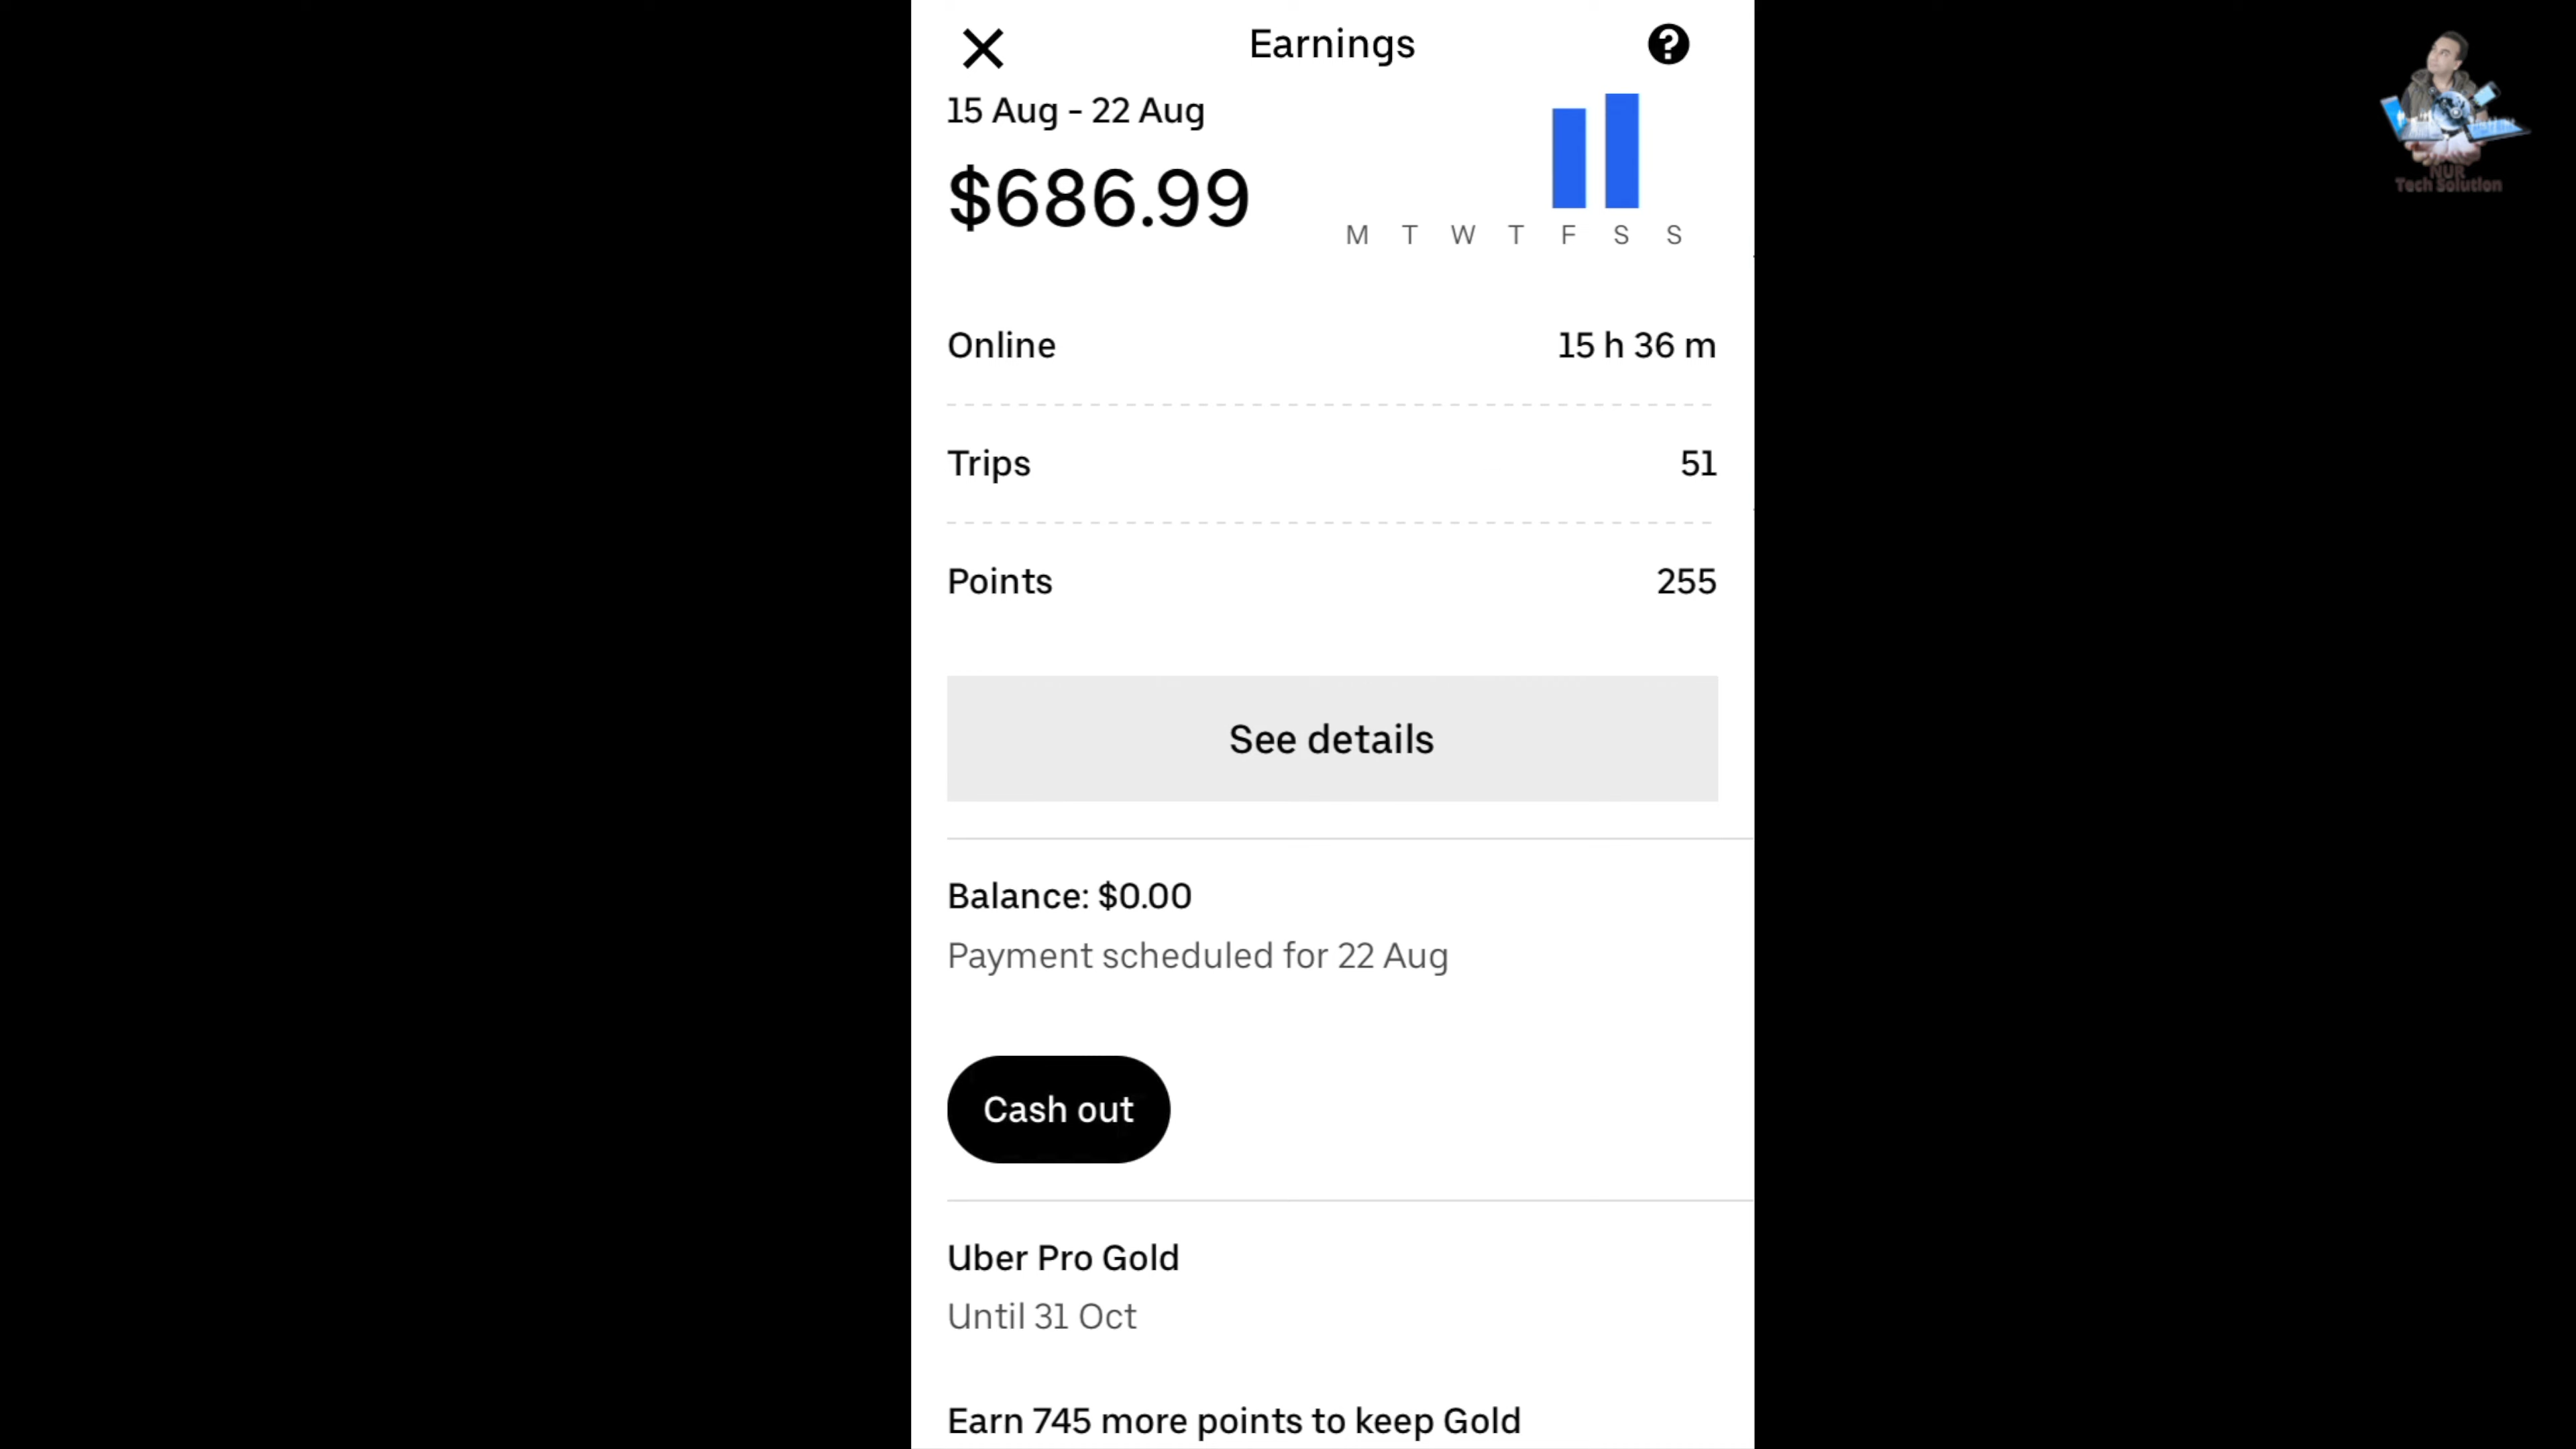 Earnings
15 Aug - 22 Aug
$686.99
M T W T F S S
Online 15 h 36 m
Trips 51
Points 255
See details
Balance: $0.00
Payment scheduled for 22 Aug
Cash out
Uber Pro Gold
Until 31 Oct
Earn 745 more points to keep Gold
NUR
Tech Solution